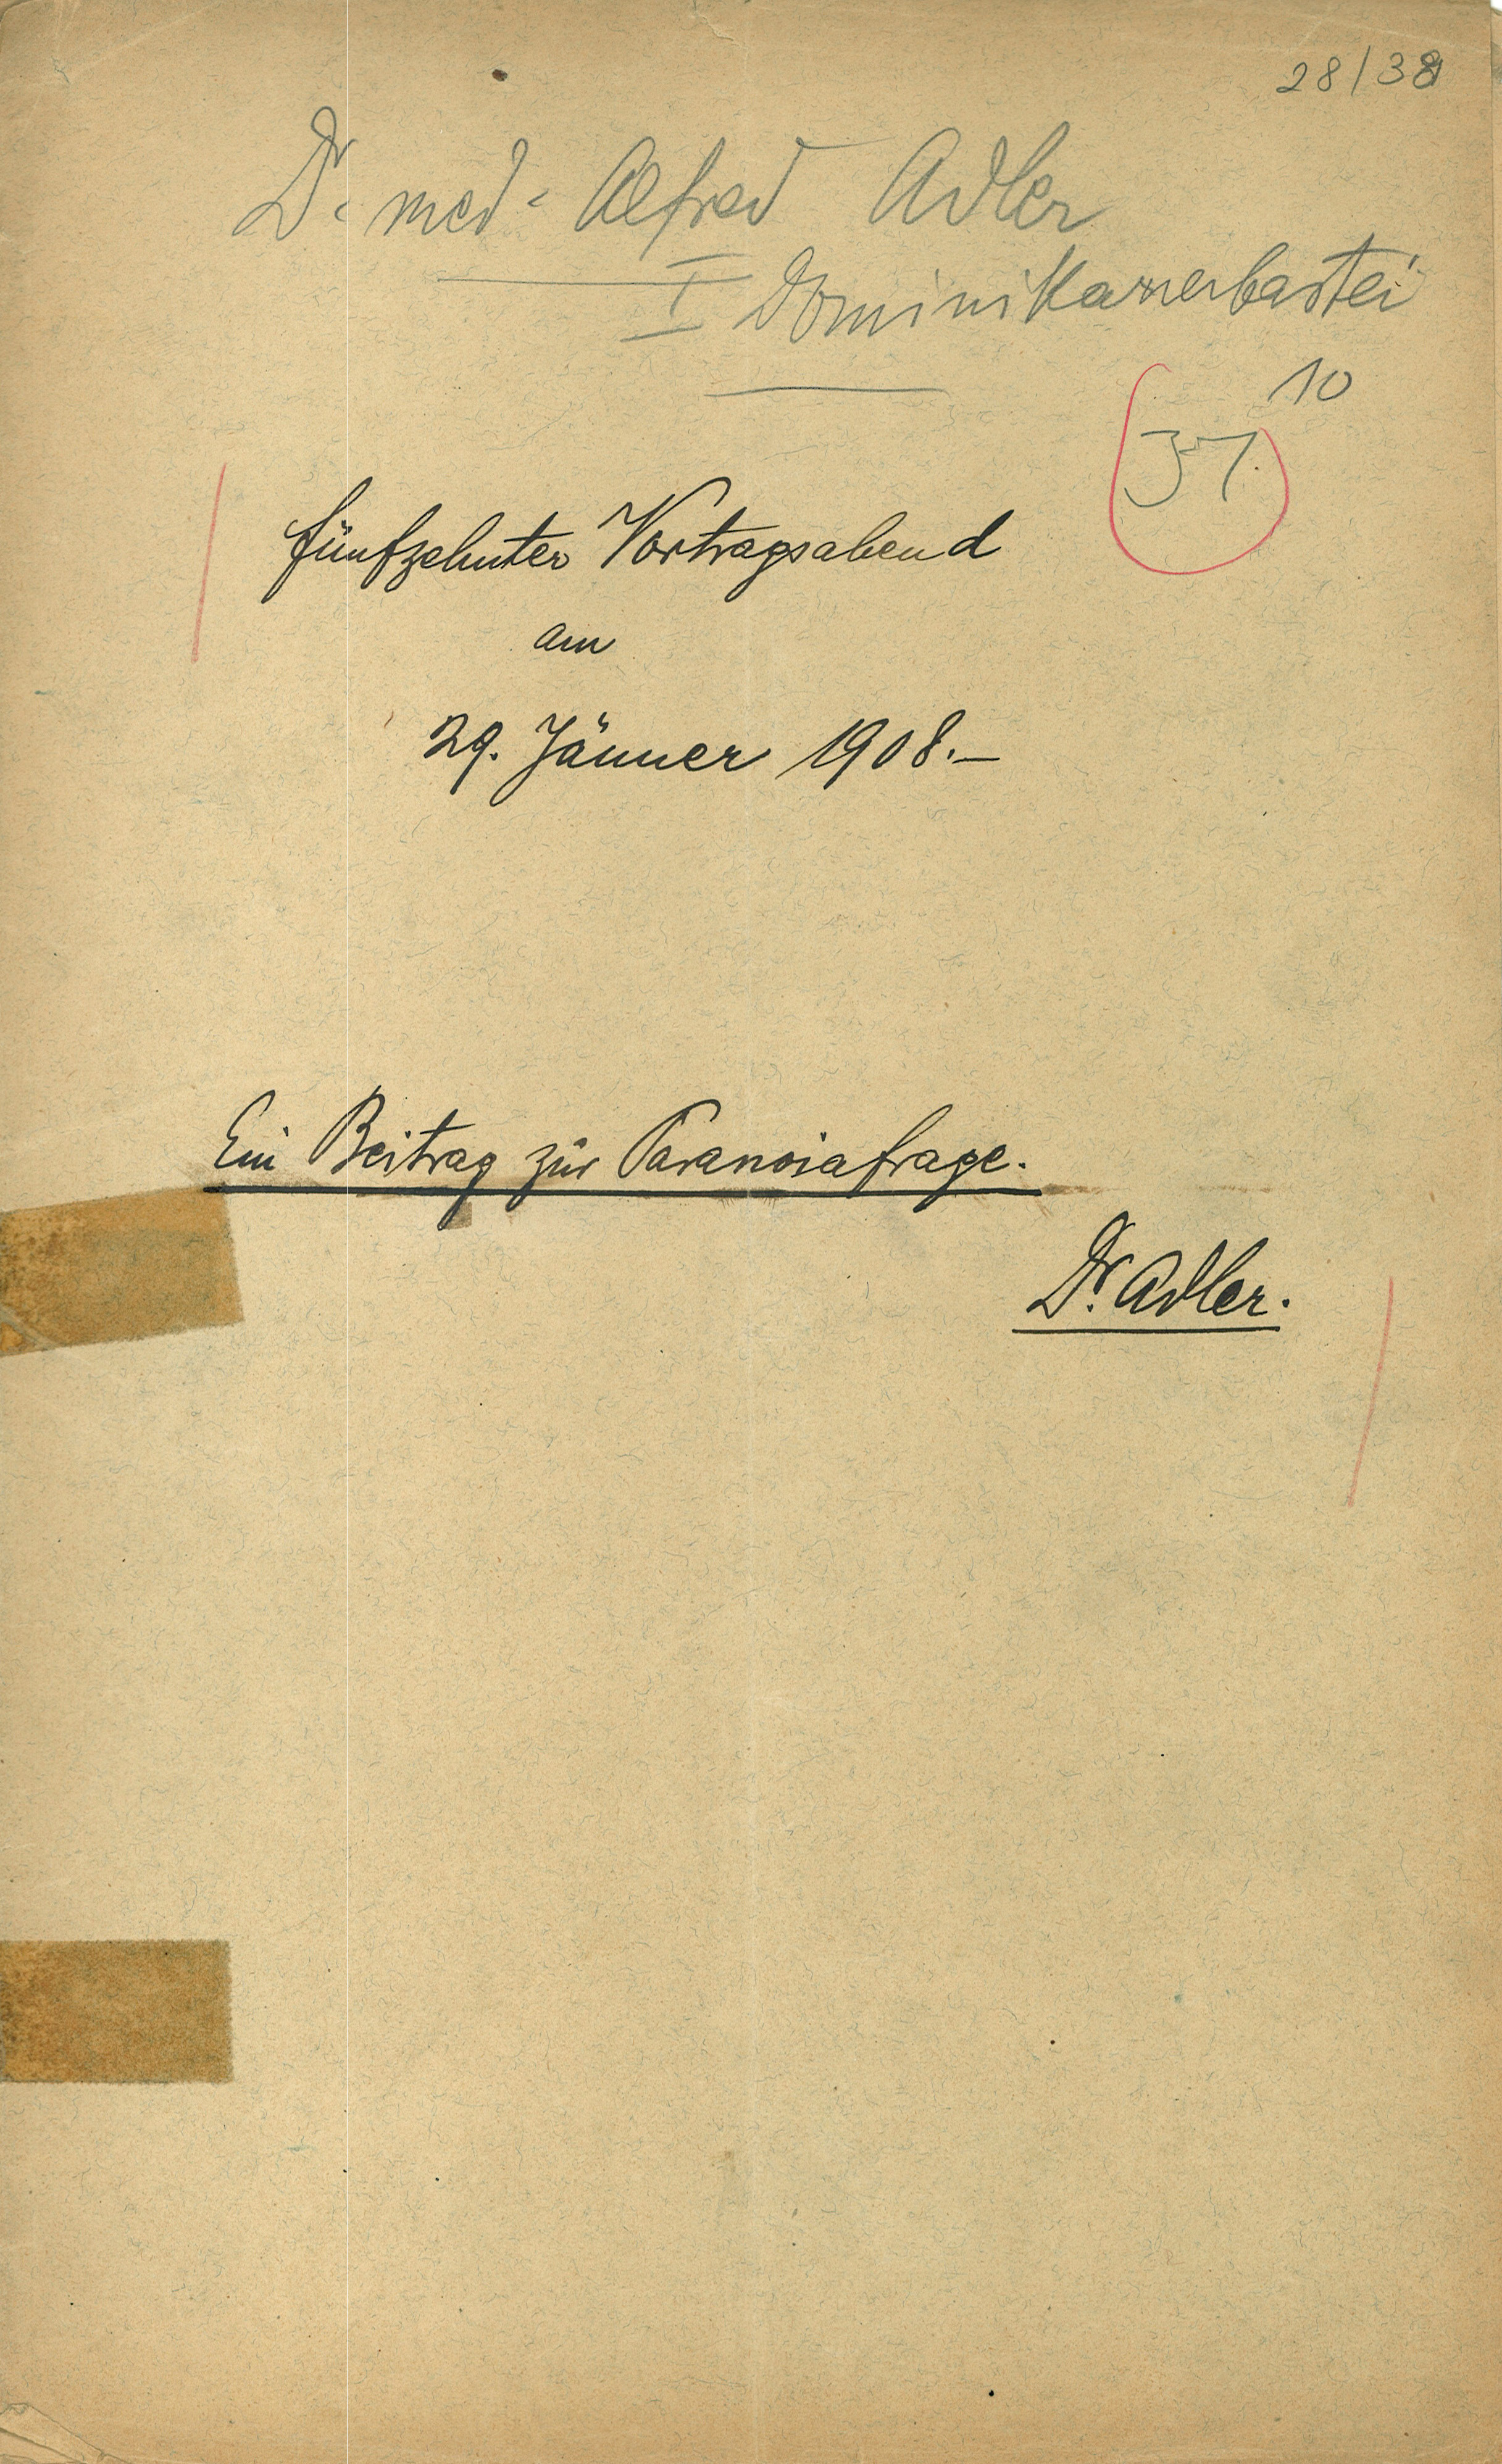 28/38
Dr. med. Alfred Adler
I Dominikanerbastei
10
37.
fünfzehnter Vortragsabend
am
29. Jänner 1908.–
Ein Beitrag zur Paranoiafrage.
Dr. Adler.